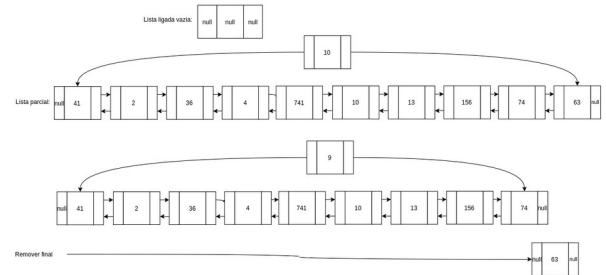 Lista ligada vazia: null null null
10
Lista parcial: null 41 2 36 4 741 10 13 156 74 63 null
9
null 41 2 36 4 741 10 13 156 74 null
Remover final null 63 null